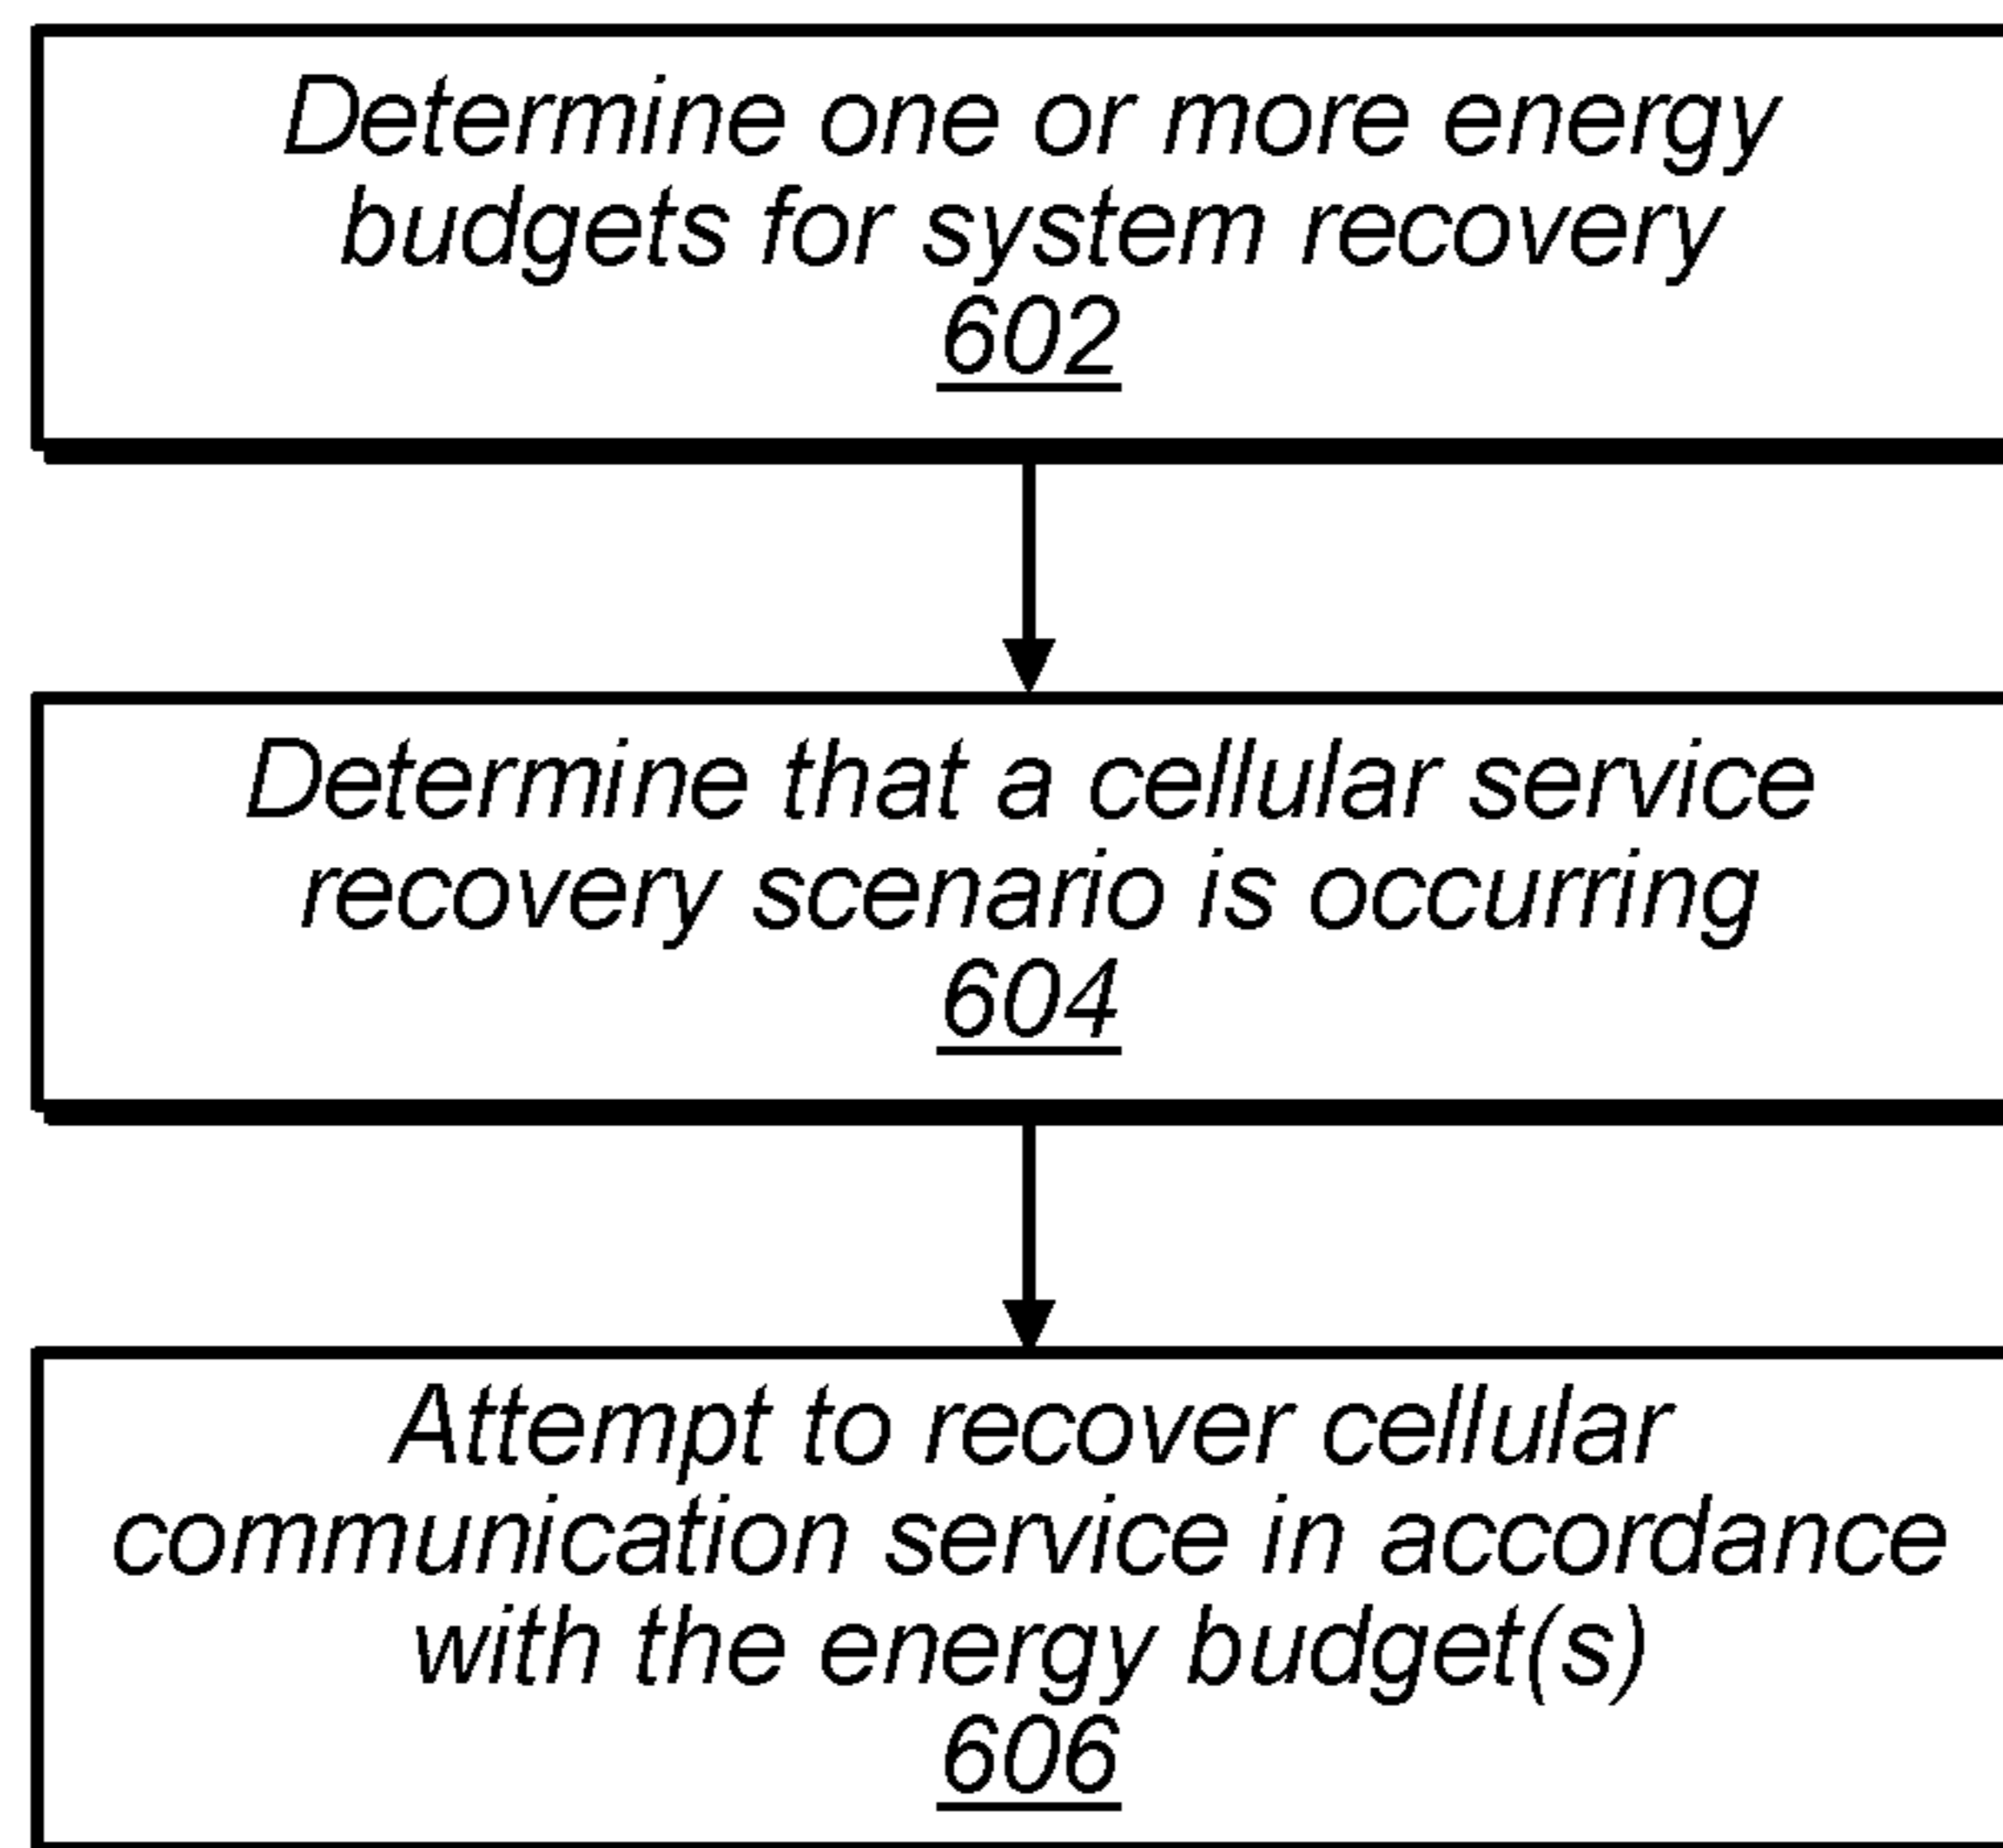 Determine one or more energy
budgets for system recovery
602
Determine that a cellular service
recovery scenario is occurring
604
Attempt to recover cellular
communication service in accordance
with the energy budget(s)
606